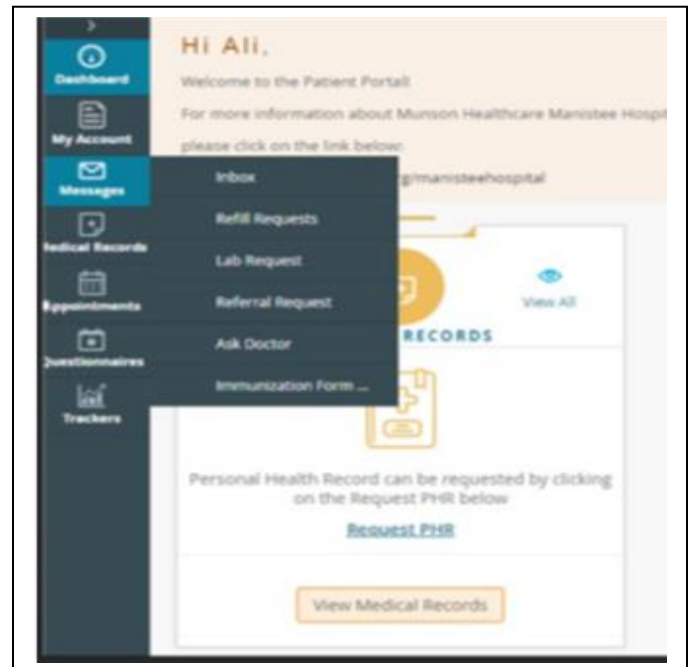 Hi Ali,
Welcome to the Patient Portal!
For more information about Munson Healthcare Manistee Hospit
please click on the link below:
g/manisteehospital
Dashboard
My Account
Messages
Medical Records
Appointments
Questionnaires
Trackers
Inbox
Refill Requests
Lab Request
Referral Request
Ask Doctor
Immunization Form ...
View All
RECORDS
Personal Health Record can be requested by clicking
on the Request PHR below
Request PHR
View Medical Records